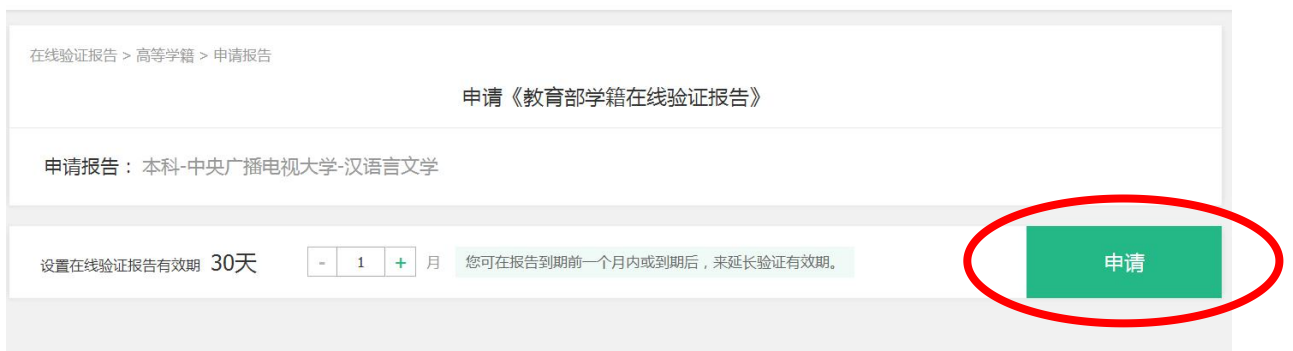 在线验证报告 > 高等学籍 > 申请报告
申请《教育部学籍在线验证报告》
申请报告：本科-中央广播电视大学-汉语言文学
设置在线验证报告有效期 30天 - 1 + 月 您可在报告到期前一个月内或到期后，来延长验证有效期。 申请